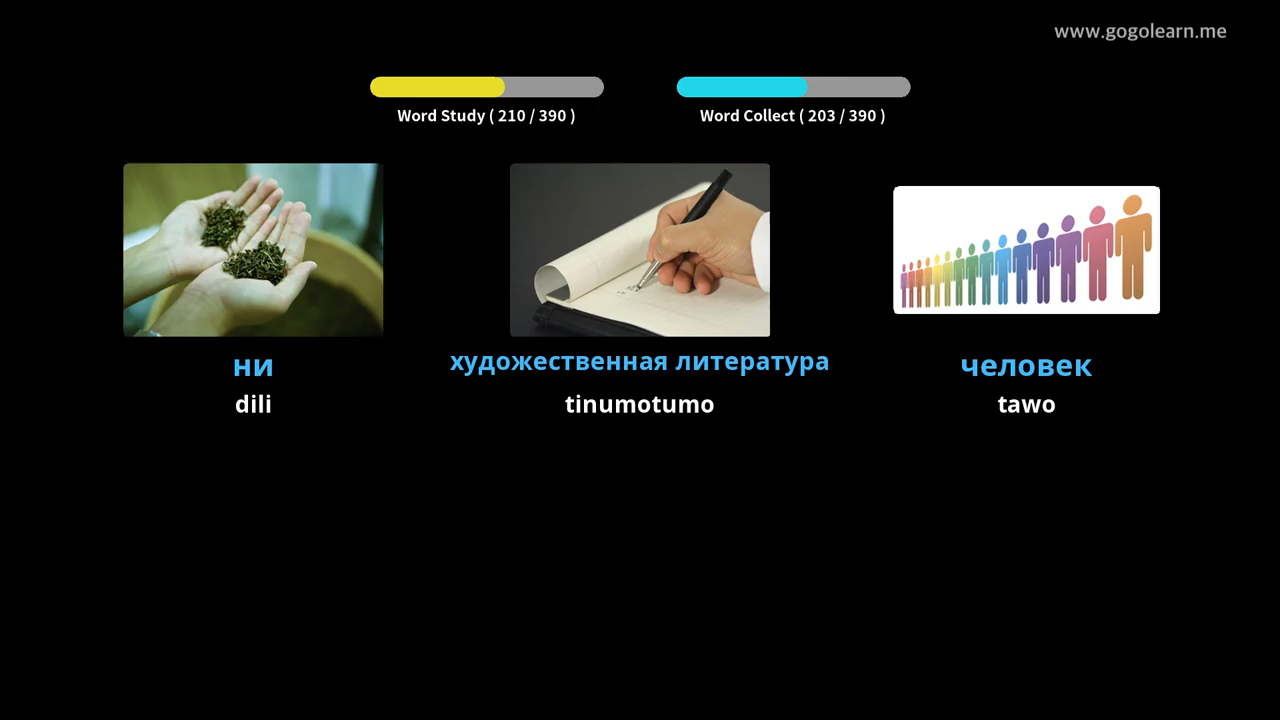 www.gogolearn.me
Word Study ( 210 / 390 )
Word Collect ( 203 / 390 )
ни
dili
художественная литература
tinumotumo
человек
tawo